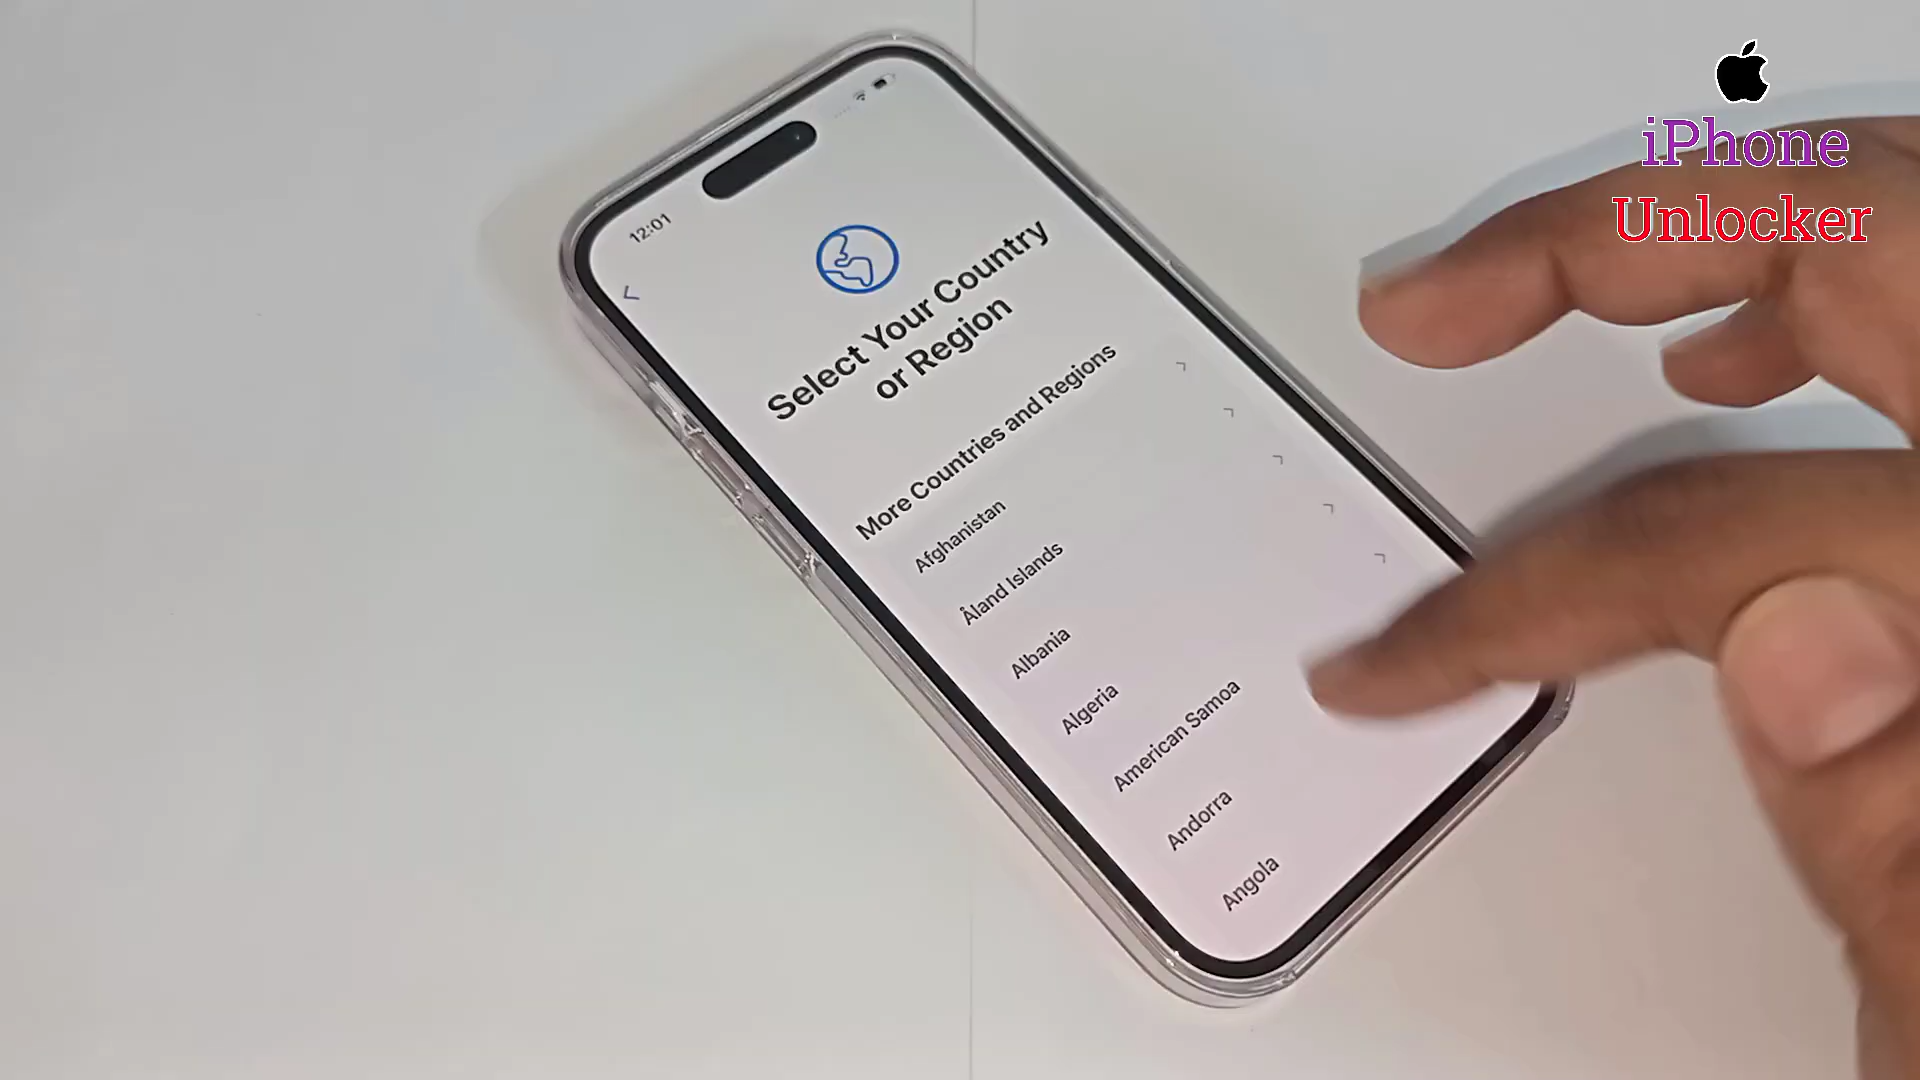 iPhone
Unlocker
12:01
Select Your Country
or Region
More Countries and Regions
Afghanistan
Åland Islands
Albania
Algeria
American Samoa
Andorra
Angola